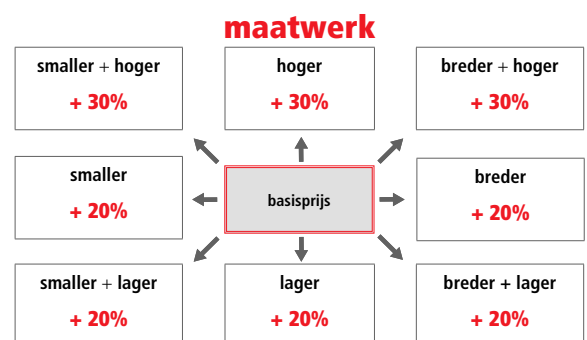 maatwerk
smaller + hoger
+ 30%
hoger
+ 30%
breder + hoger
+ 30%
smaller
+ 20%
basisprijs
breder
+ 20%
smaller + lager
+ 20%
lager
+ 20%
breder + lager
+ 20%